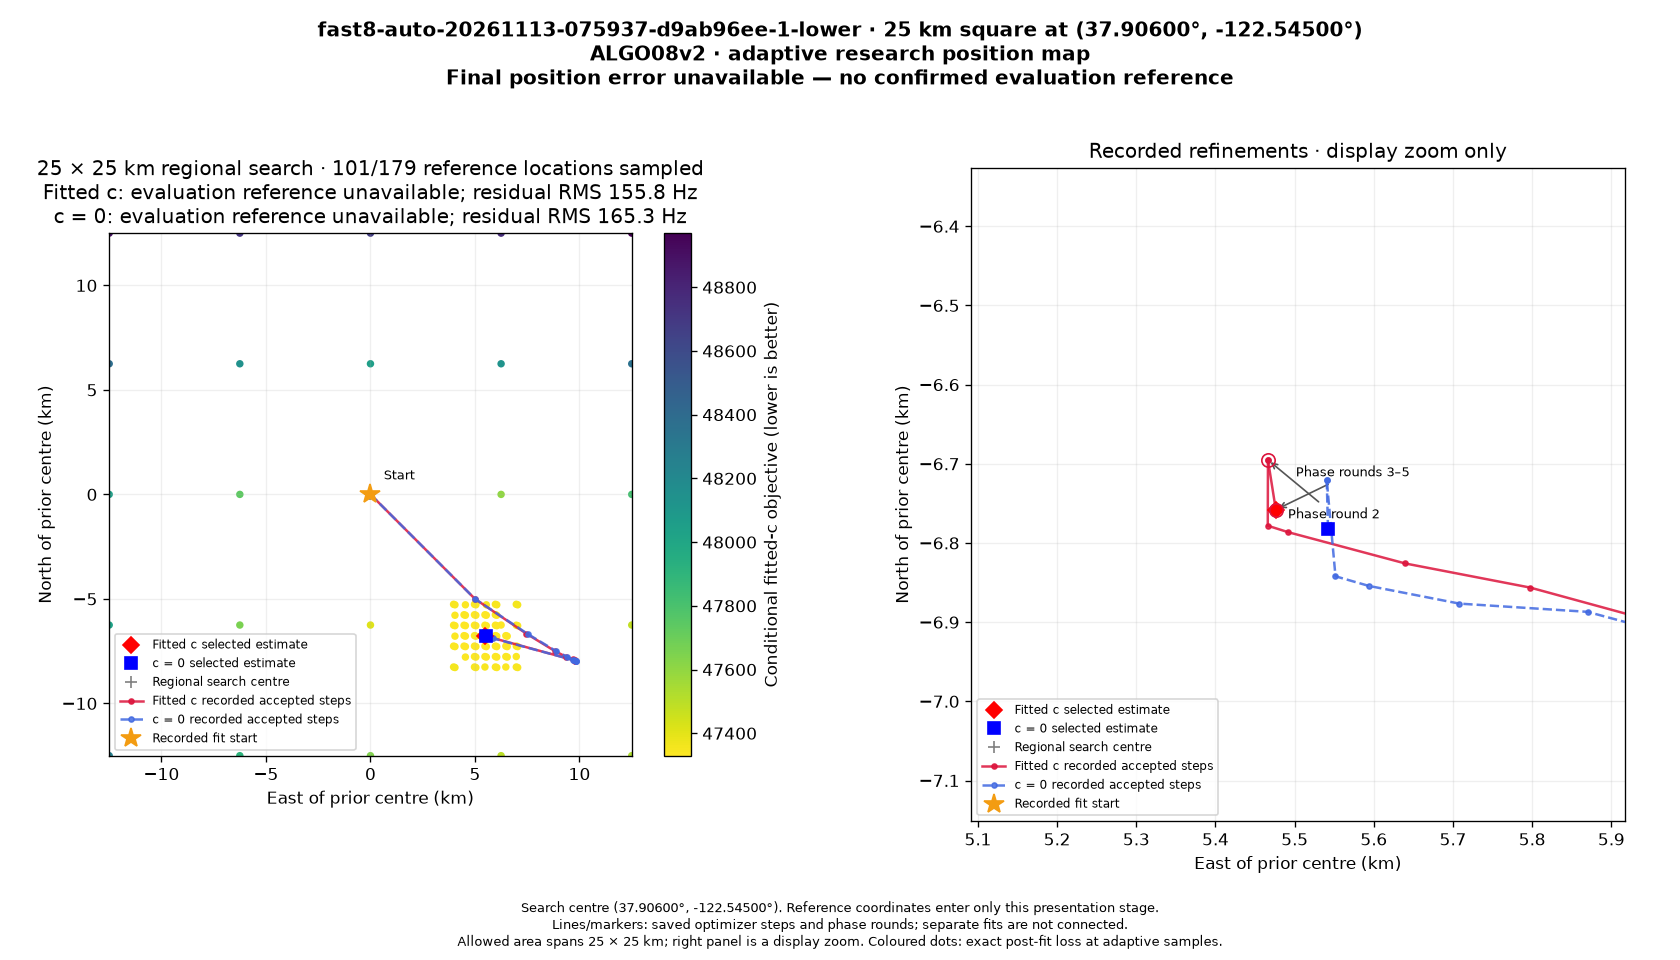 fast8-auto-20261113-075937-d9ab96ee-1-lower · 25 km square at (37.90600°, -122.54500°)
ALGO08v2 · adaptive research position map
Final position error unavailable — no confirmed evaluation reference
25 × 25 km regional search · 101/179 reference locations sampled
Fitted c: evaluation reference unavailable; residual RMS 155.8 Hz
c = 0: evaluation reference unavailable; residual RMS 165.3 Hz
10
5
0
−5
−10
North of prior centre (km)
Start
Fitted c selected estimate
c = 0 selected estimate
Regional search centre
Fitted c recorded accepted steps
c = 0 recorded accepted steps
Recorded fit start
−10
−5
0
5
10
East of prior centre (km)
48800
48600
48400
48200
48000
47800
47600
47400
Conditional fitted-c objective (lower is better)
Recorded refinements · display zoom only
−6.4
−6.5
−6.6
−6.7
−6.8
−6.9
−7.0
−7.1
North of prior centre (km)
Phase rounds 3–5
Phase round 2
Fitted c selected estimate
c = 0 selected estimate
Regional search centre
Fitted c recorded accepted steps
c = 0 recorded accepted steps
Recorded fit start
5.1
5.2
5.3
5.4
5.5
5.6
5.7
5.8
5.9
East of prior centre (km)
Search centre (37.90600°, -122.54500°). Reference coordinates enter only this presentation stage.
Lines/markers: saved optimizer steps and phase rounds; separate fits are not connected.
Allowed area spans 25 × 25 km; right panel is a display zoom. Coloured dots: exact post-fit loss at adaptive samples.